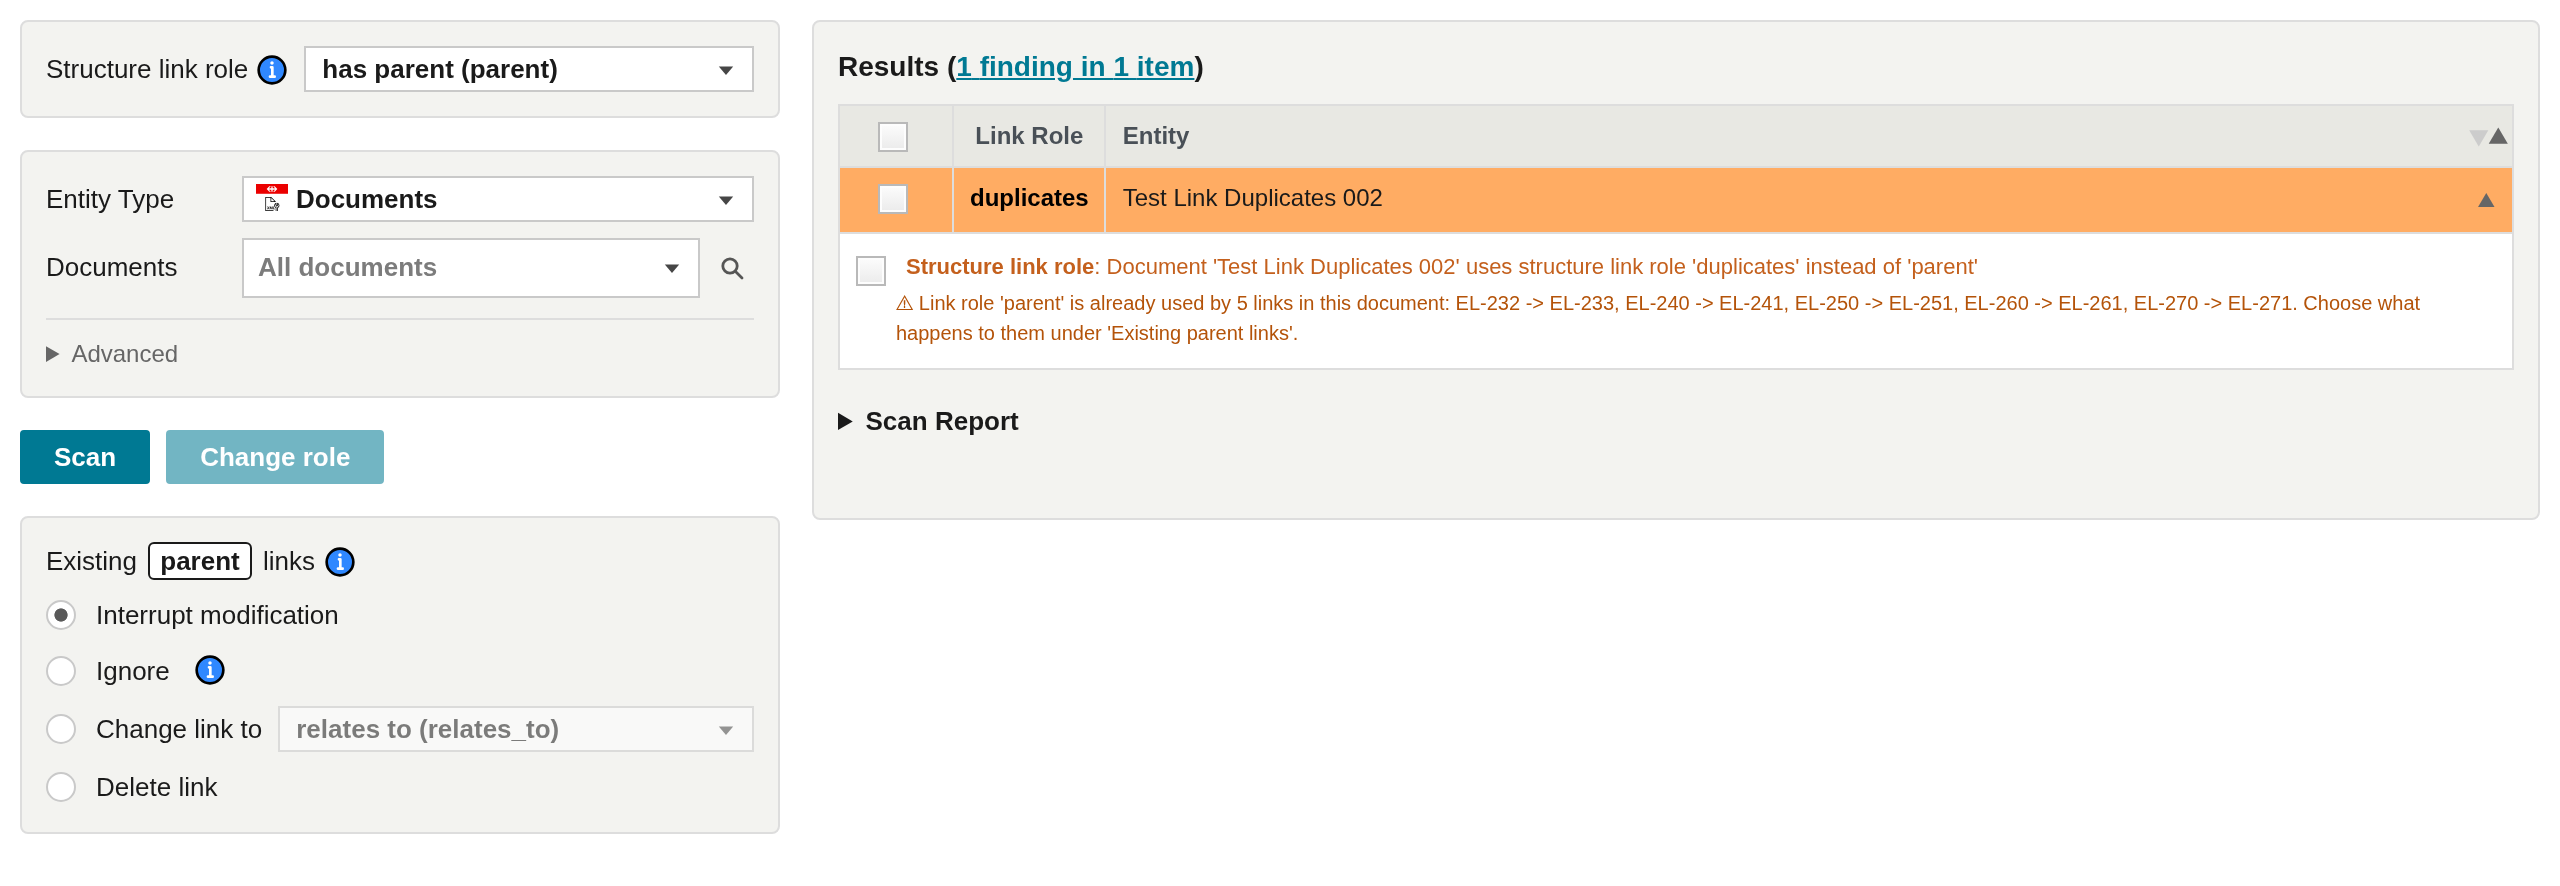 Structure link role
has parent (parent)
Entity Type
Documents
Documents
All documents
Advanced
Scan
Change role
Existing parent links
Interrupt modification
Ignore
Change link to
relates to (relates_to)
Delete link
Results (1 finding in 1 item)
Link Role
Entity
duplicates
Test Link Duplicates 002
Structure link role: Document 'Test Link Duplicates 002' uses structure link role 'duplicates' instead of 'parent'
⚠ Link role 'parent' is already used by 5 links in this document: EL-232 -> EL-233, EL-240 -> EL-241, EL-250 -> EL-251, EL-260 -> EL-261, EL-270 -> EL-271. Choose what
happens to them under 'Existing parent links'.
Scan Report